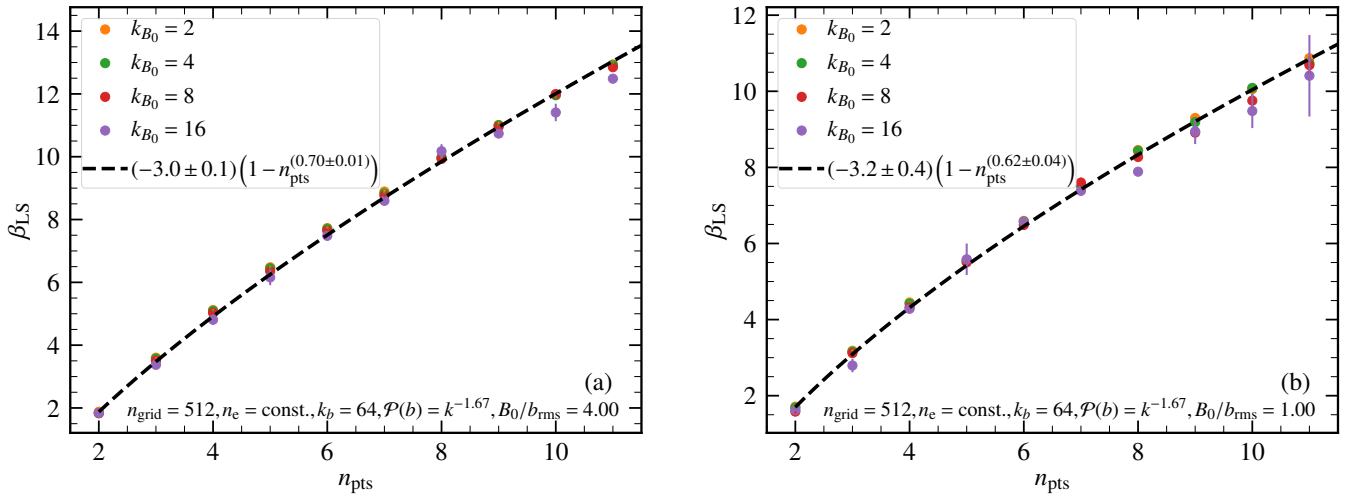 14
12
10
8
6
4
2
β_LS
k_{B_0} = 2
k_{B_0} = 4
k_{B_0} = 8
k_{B_0} = 16
(−3.0 ± 0.1) (1 − n_pts^{(0.70±0.01)})
(a)
n_grid = 512, n_e = const., k_b = 64, 𝒫(b) = k^{−1.67}, B_0/b_rms = 4.00
2 4 6 8 10
n_pts
12
10
8
6
4
2
β_LS
k_{B_0} = 2
k_{B_0} = 4
k_{B_0} = 8
k_{B_0} = 16
(−3.2 ± 0.4) (1 − n_pts^{(0.62±0.04)})
(b)
n_grid = 512, n_e = const., k_b = 64, 𝒫(b) = k^{−1.67}, B_0/b_rms = 1.00
2 4 6 8 10
n_pts